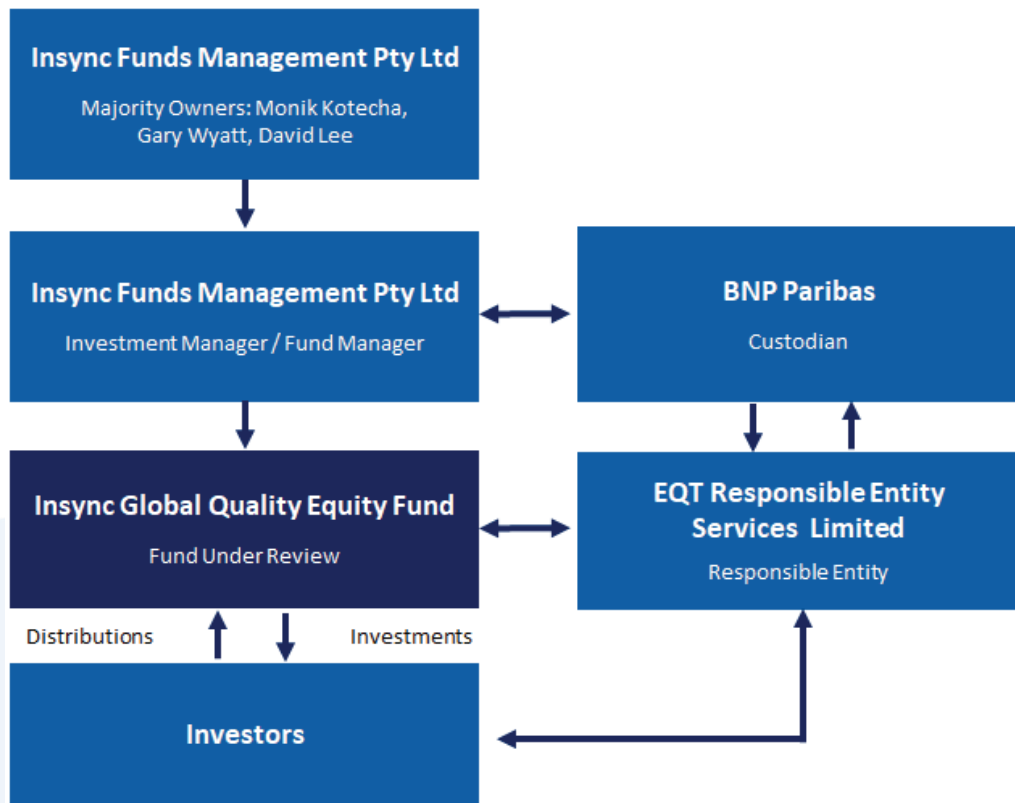 Insync Funds Management Pty Ltd
Majority Owners: Monik Kotecha,
Gary Wyatt, David Lee
Insync Funds Management Pty Ltd
Investment Manager / Fund Manager
BNP Paribas
Custodian
Insync Global Quality Equity Fund
Fund Under Review
EQT Responsible Entity
Services Limited
Responsible Entity
Distributions
Investments
Investors